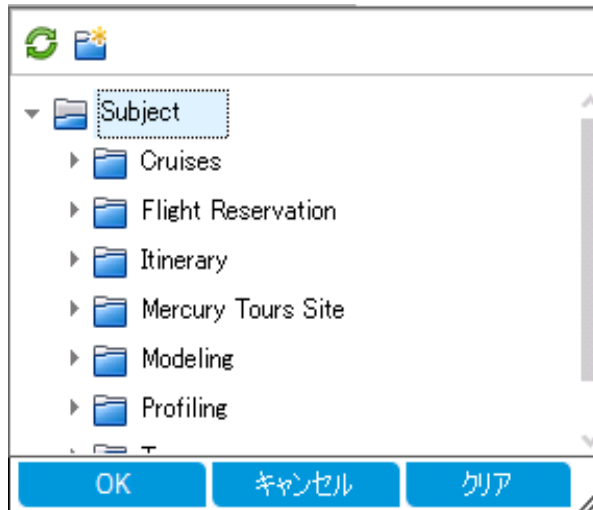 Subject
Cruises
Flight Reservation
Itinerary
Mercury Tours Site
Modeling
Profiling
OK
キャンセル
クリア